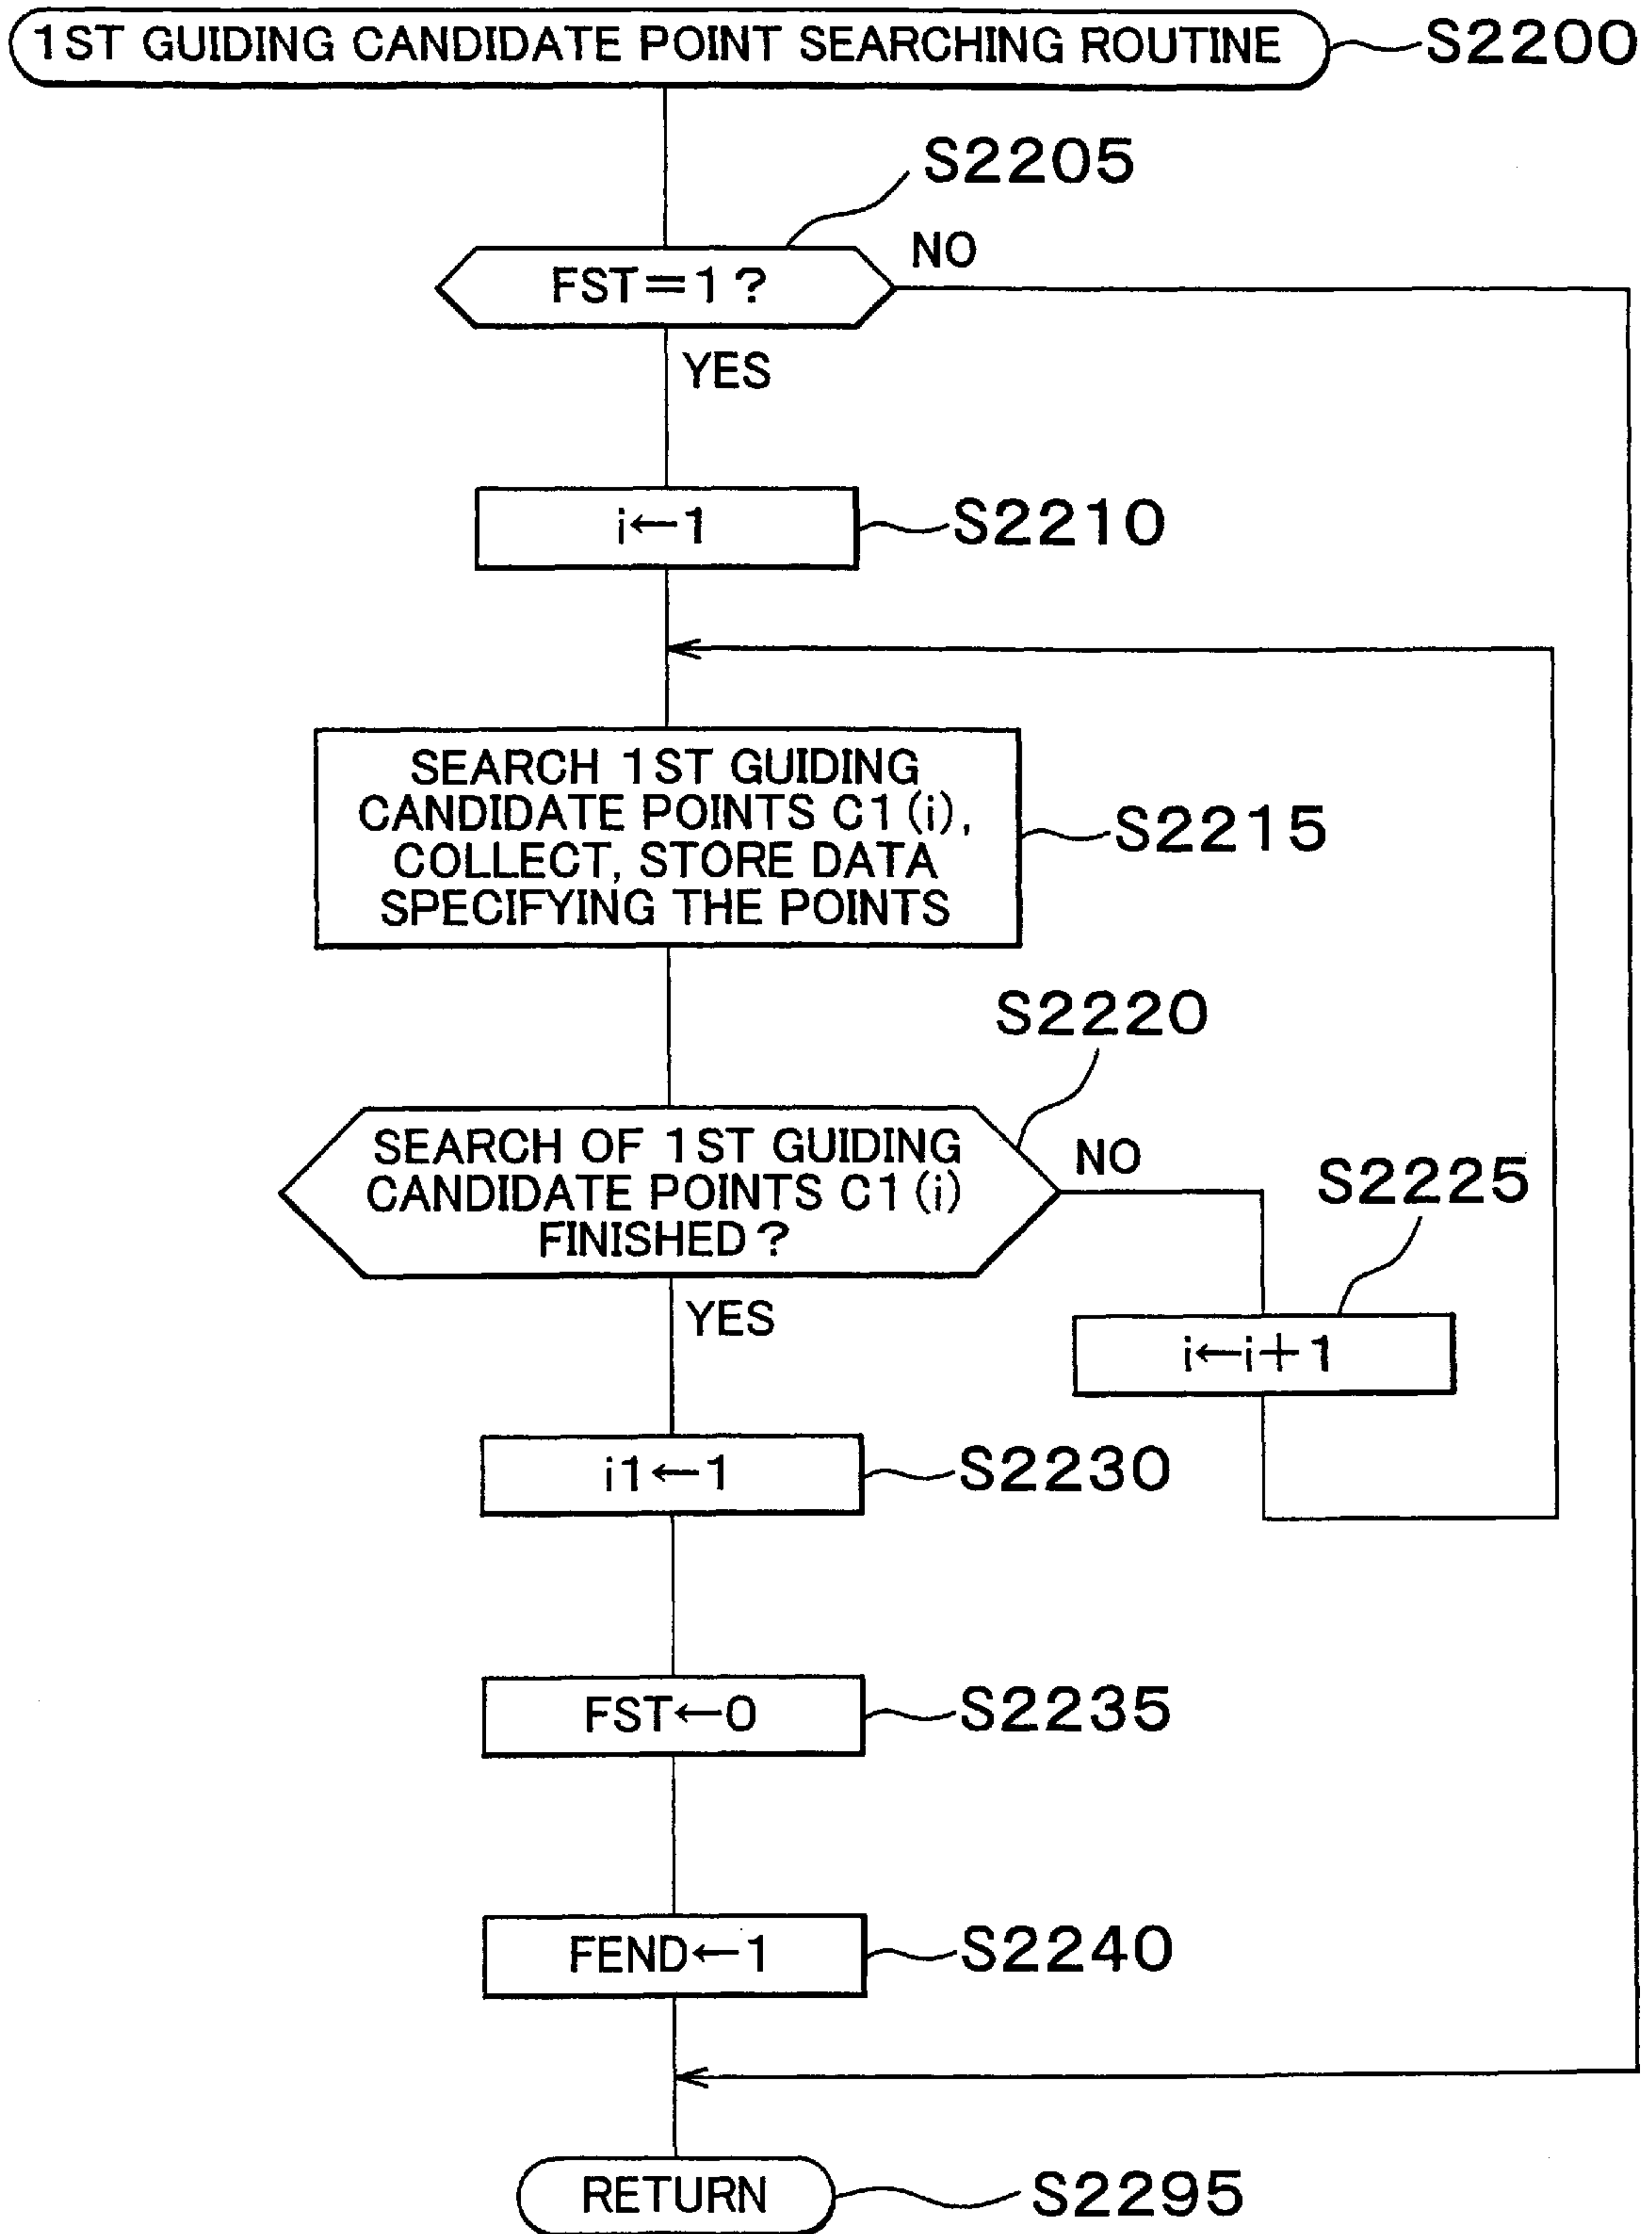 1ST GUIDING CANDIDATE POINT SEARCHING ROUTINE
S2200
S2205
FST=1?
NO
YES
i←1
S2210
SEARCH 1ST GUIDING
CANDIDATE POINTS C1(i),
COLLECT, STORE DATA
SPECIFYING THE POINTS
S2215
S2220
SEARCH OF 1ST GUIDING
CANDIDATE POINTS C1(i)
FINISHED?
NO
S2225
YES
i←i+1
i1←1
S2230
FST←0
S2235
FEND←1
S2240
RETURN
S2295